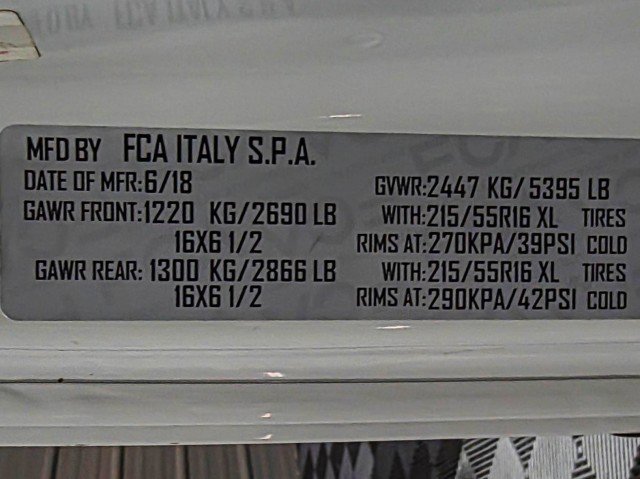 MFD BY FCA ITALY S.P.A.
DATE OF MFR:6/18 GVWR:2447 KG/5395 LB
GAWR FRONT:1220 KG/2690 LB WITH:215/55R16 XL TIRES
16X6 1/2 RIMS AT:270KPA/39PSI COLD
GAWR REAR:1300 KG/2866 LB WITH:215/55R16 XL TIRES
16X6 1/2 RIMS AT:290KPA/42PSI COLD